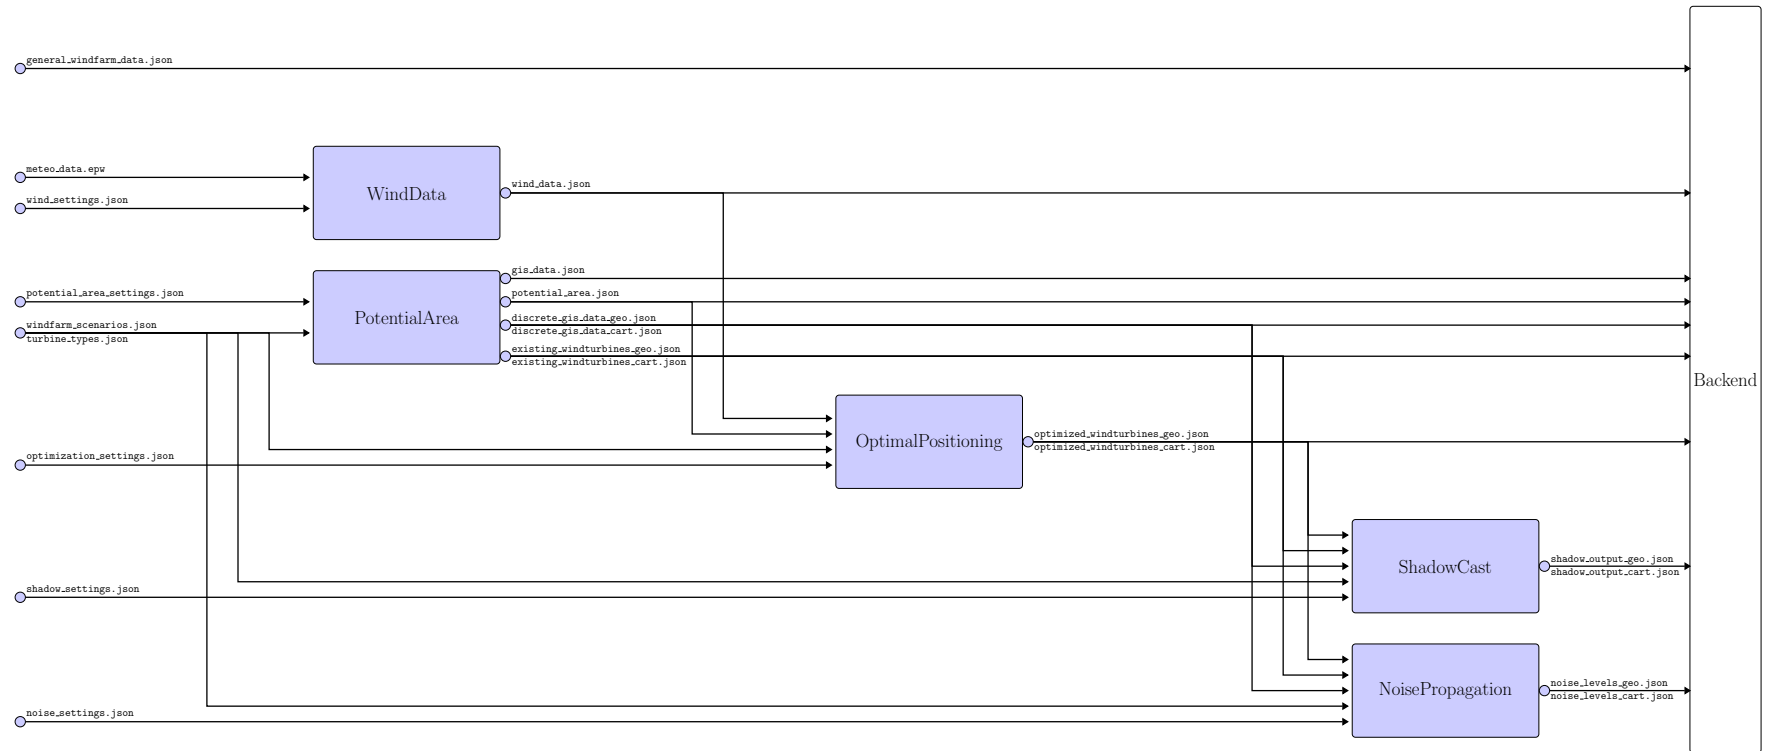 general_windfarm_data.json
meteo_data.epw
wind_settings.json
WindData
wind_data.json
potential_area_settings.json
windfarm_scenarios.json
turbine_types.json
PotentialArea
gis_data.json
potential_area.json
discrete_gis_data_geo.json
discrete_gis_data_cart.json
existing_windturbines_geo.json
existing_windturbines_cart.json
Backend
optimization_settings.json
OptimalPositioning
optimized_windturbines_geo.json
optimized_windturbines_cart.json
shadow_settings.json
ShadowCast
shadow_output_geo.json
shadow_output_cart.json
noise_settings.json
NoisePropagation
noise_levels_geo.json
noise_levels_cart.json